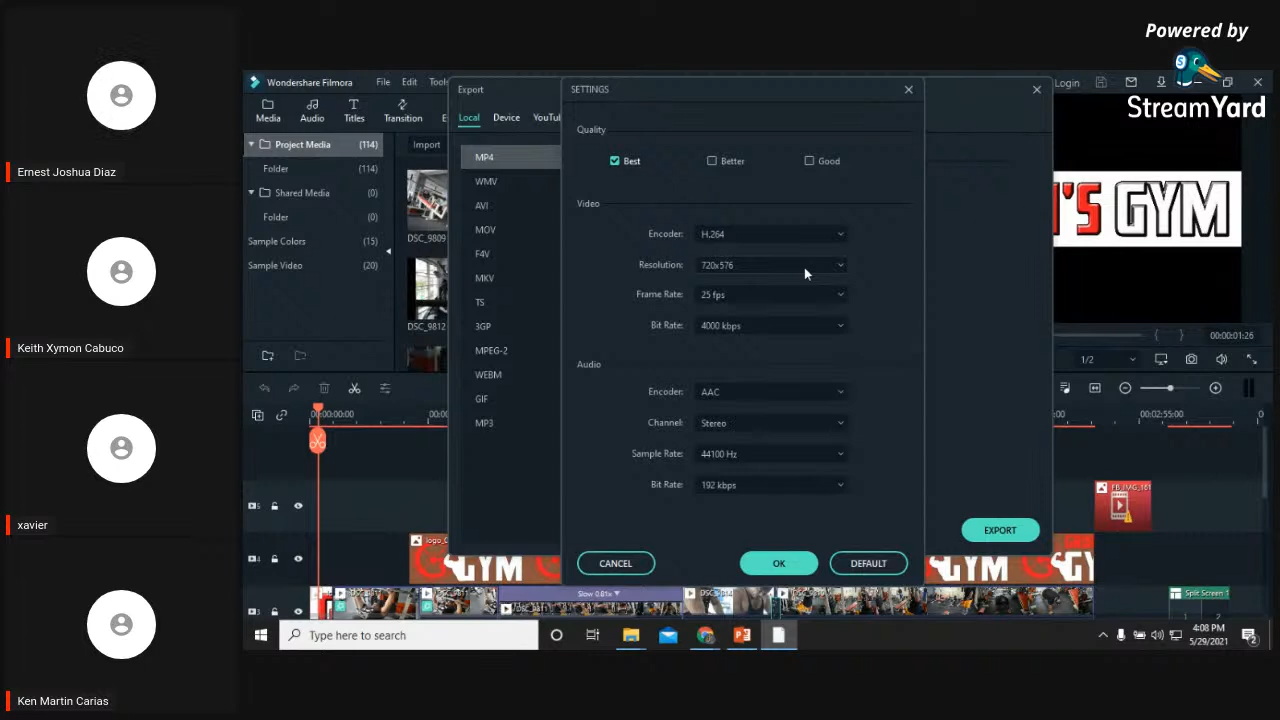 Powered by
StreamYard
Ernest Joshua Diaz
Keith Xymon Cabuco
xavier
Ken Martin Carias
Wondershare Filmora
File
Edit
Tools
Login
Media
Audio
Titles
Transition
Project Media (114)
Folder (114)
Shared Media (0)
Folder (0)
Sample Colors (15)
Sample Video (20)
Import
DSC_9809
DSC_9812
Export
Local
Device
MP4
WMV
AVI
MOV
F4V
MKV
TS
3GP
MPEG-2
WEBM
GIF
MP3
SETTINGS
Quality
Best
Better
Good
Video
Encoder: H.264
Resolution: 720x576
Frame Rate: 25 fps
Bit Rate: 4000 kbps
Audio
Encoder: AAC
Channel: Stereo
Sample Rate: 44100 Hz
Bit Rate: 192 kbps
CANCEL
OK
DEFAULT
EXPORT
'S GYM
00:00:01:26
1/2
00:00:00:00
00:02:55:00
FB_IMG_161
GYM
GYM
Slow 0.81x
Split Screen 1
Type here to search
4:08 PM
5/29/2021
2